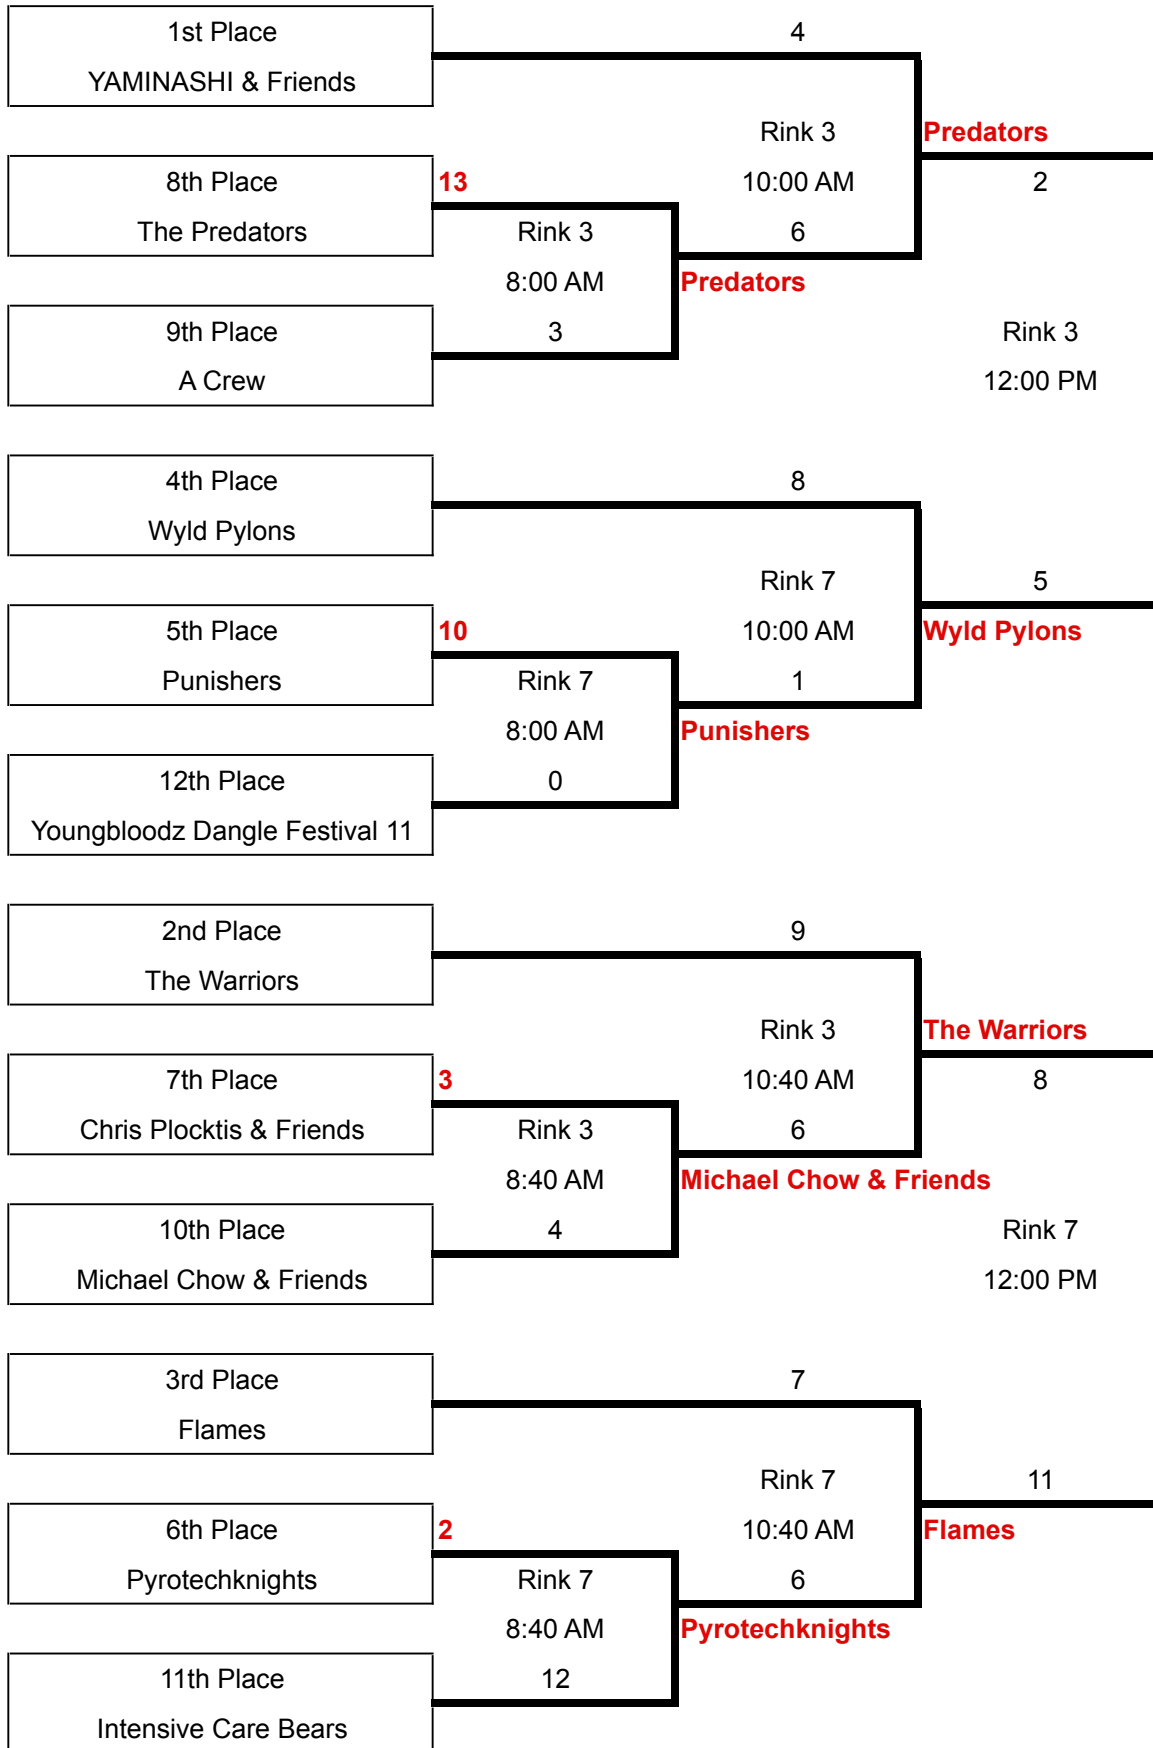 1st Place
4
YAMINASHI & Friends
Rink 3
Predators
8th Place
13
10:00 AM
2
The Predators
Rink 3
6
8:00 AM
Predators
9th Place
3
Rink 3
A Crew
12:00 PM
4th Place
8
Wyld Pylons
Rink 7
5
5th Place
10
10:00 AM
Wyld Pylons
Punishers
Rink 7
1
8:00 AM
Punishers
12th Place
0
Youngbloodz Dangle Festival 11
2nd Place
9
The Warriors
Rink 3
The Warriors
7th Place
3
10:40 AM
8
Chris Plocktis & Friends
Rink 3
6
8:40 AM
Michael Chow & Friends
10th Place
4
Rink 7
Michael Chow & Friends
12:00 PM
3rd Place
7
Flames
Rink 7
11
6th Place
2
10:40 AM
Flames
Pyrotechknights
Rink 7
6
8:40 AM
Pyrotechknights
11th Place
12
Intensive Care Bears